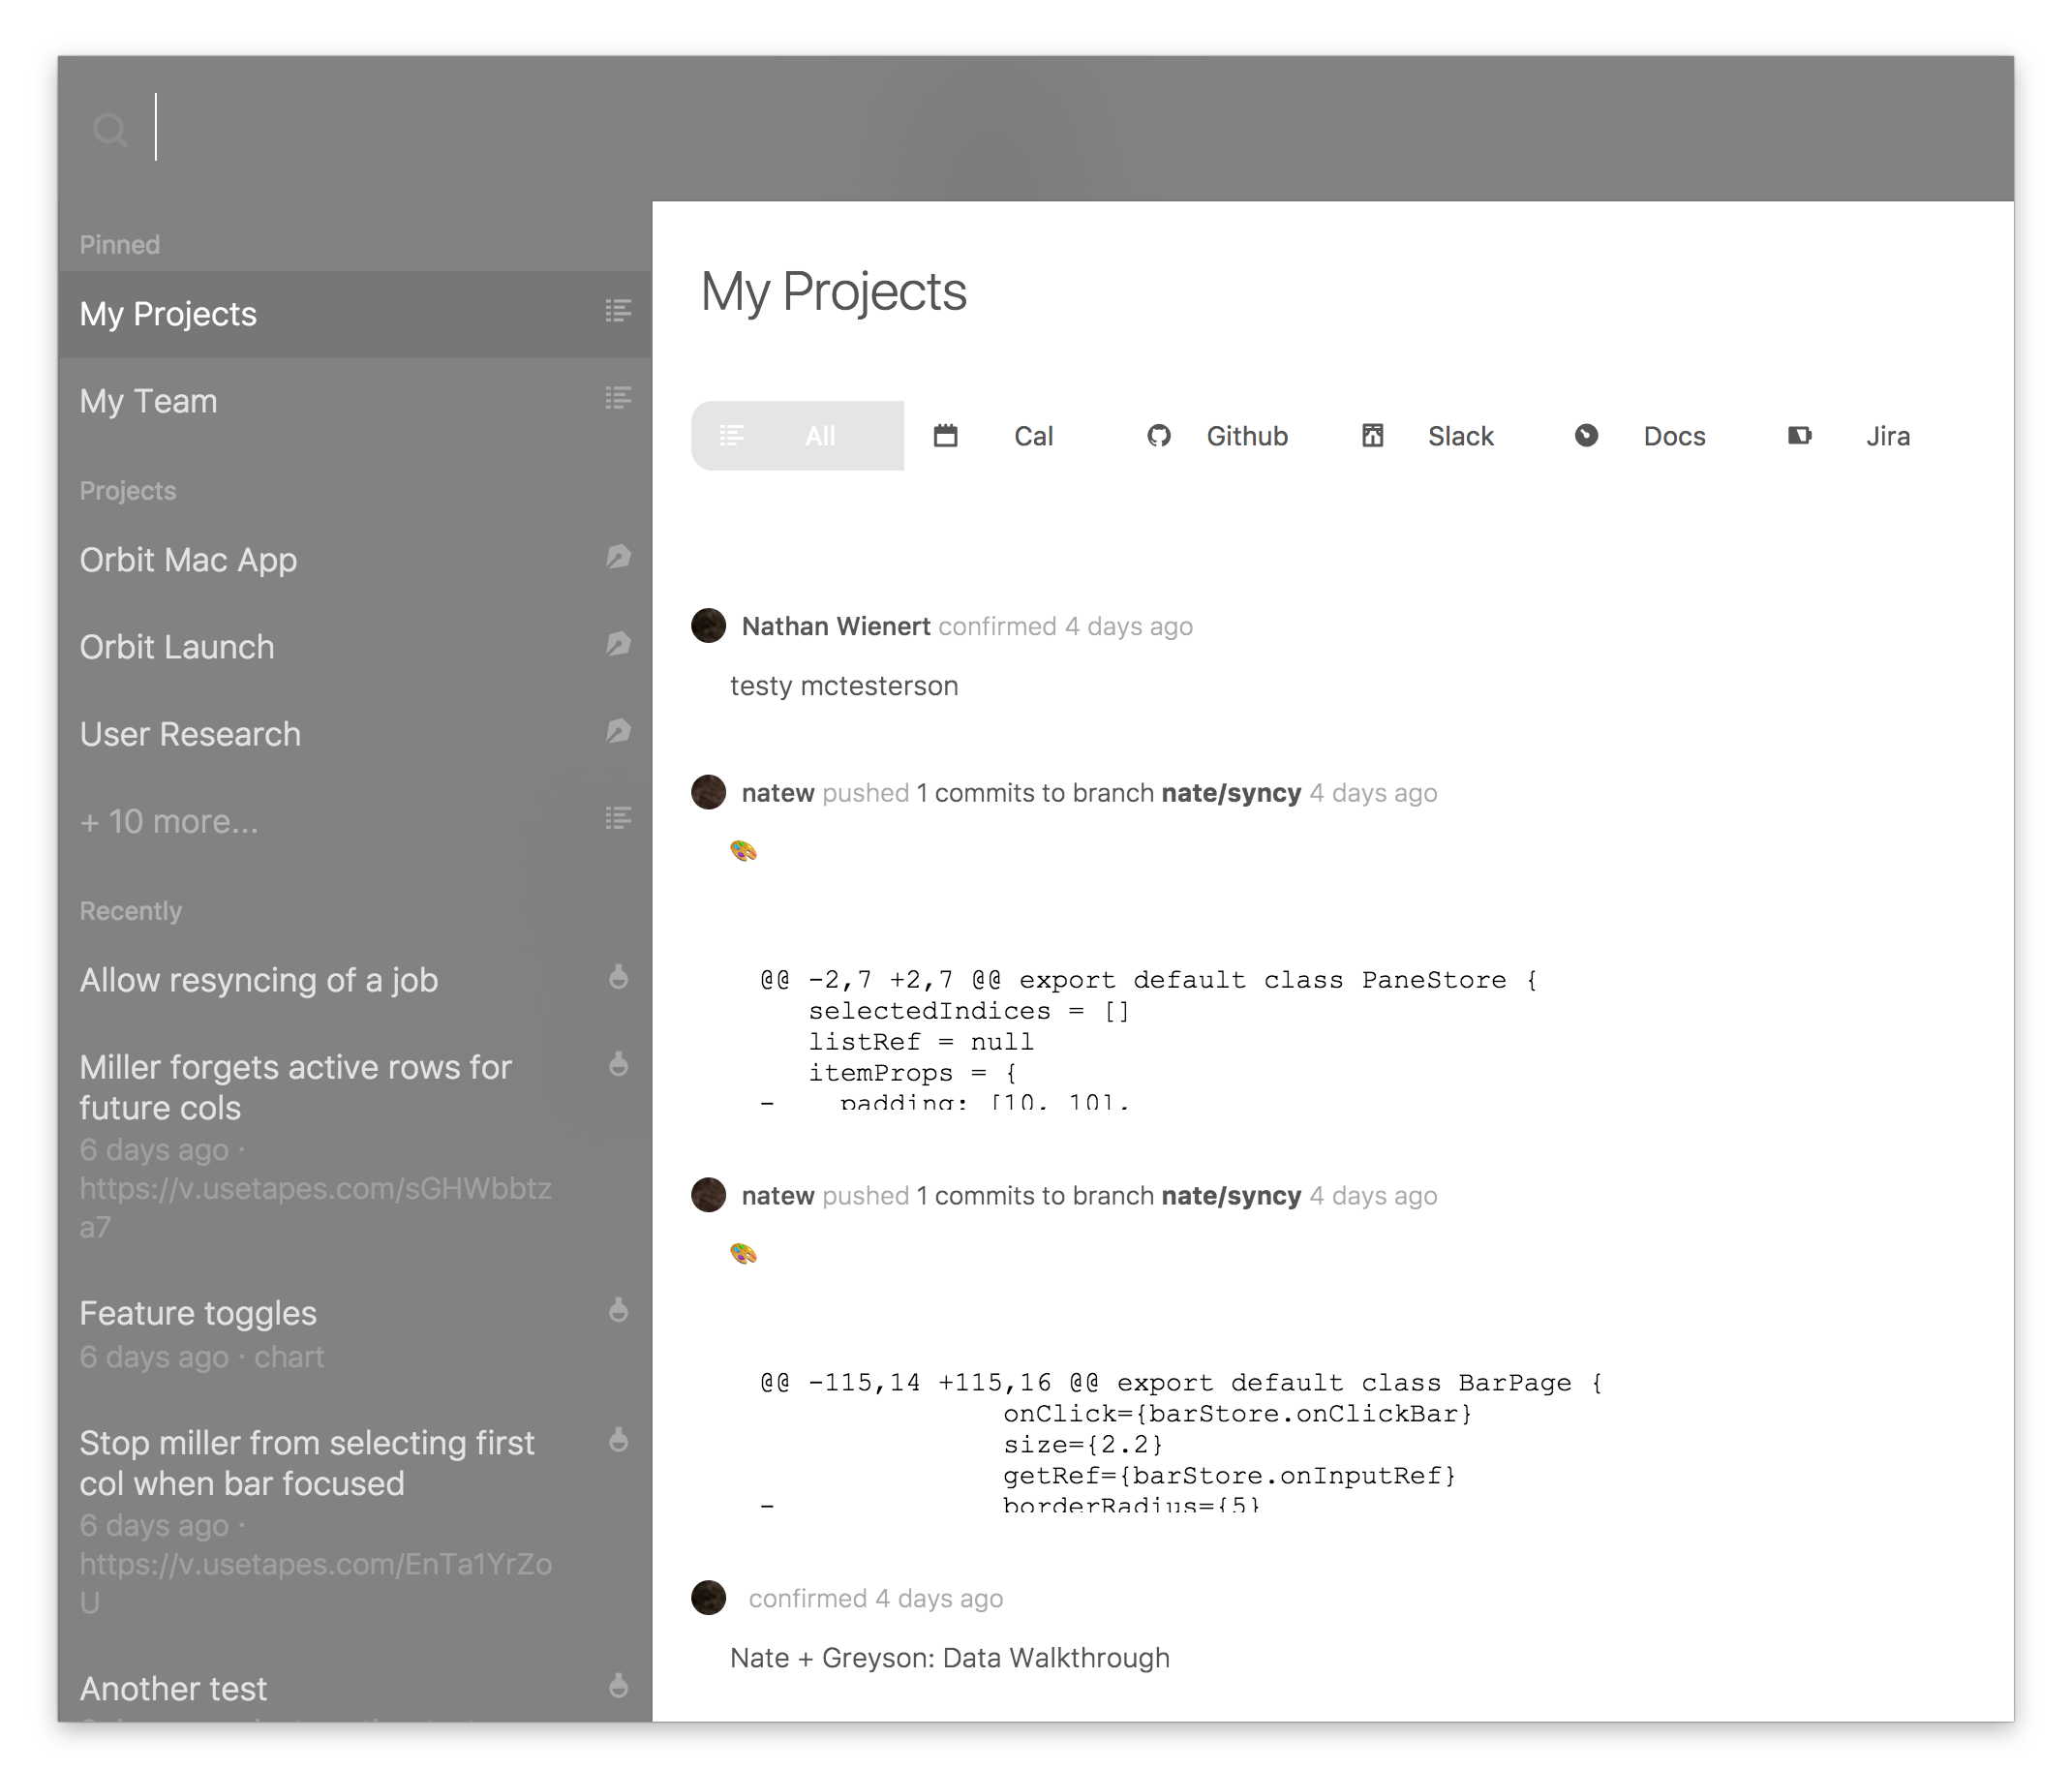 Pinned
My Projects
My Team
Projects
Orbit Mac App
Orbit Launch
User Research
+ 10 more...
Recently
Allow resyncing of a job
Miller forgets active rows for
future cols
6 days ago ·
https://v.usetapes.com/sGHWbbtz
a7
Feature toggles
6 days ago · chart
Stop miller from selecting first
col when bar focused
6 days ago ·
https://v.usetapes.com/EnTa1YrZo
U
Another test
My Projects
All Cal Github Slack Docs Jira
Nathan Wienert confirmed 4 days ago
testy mctesterson
natew pushed 1 commits to branch nate/syncy 4 days ago
🎨
@@ -2,7 +2,7 @@ export default class PaneStore {
selectedIndices = []
listRef = null
itemProps = {
- padding: [10, 10],
natew pushed 1 commits to branch nate/syncy 4 days ago
🎨
@@ -115,14 +115,16 @@ export default class BarPage {
onClick={barStore.onClickBar}
size={2.2}
getRef={barStore.onInputRef}
- borderRadius={5}
confirmed 4 days ago
Nate + Greyson: Data Walkthrough